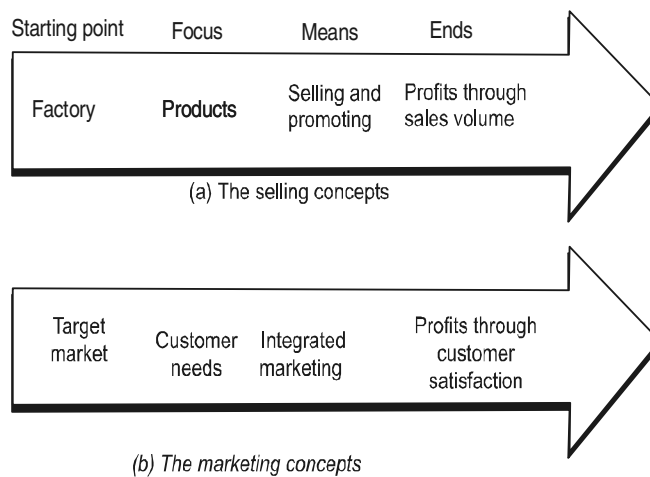 Starting point Focus Means Ends
Factory Products Selling and promoting Profits through sales volume
(a) The selling concepts
Target market Customer needs Integrated marketing Profits through customer satisfaction
(b) The marketing concepts